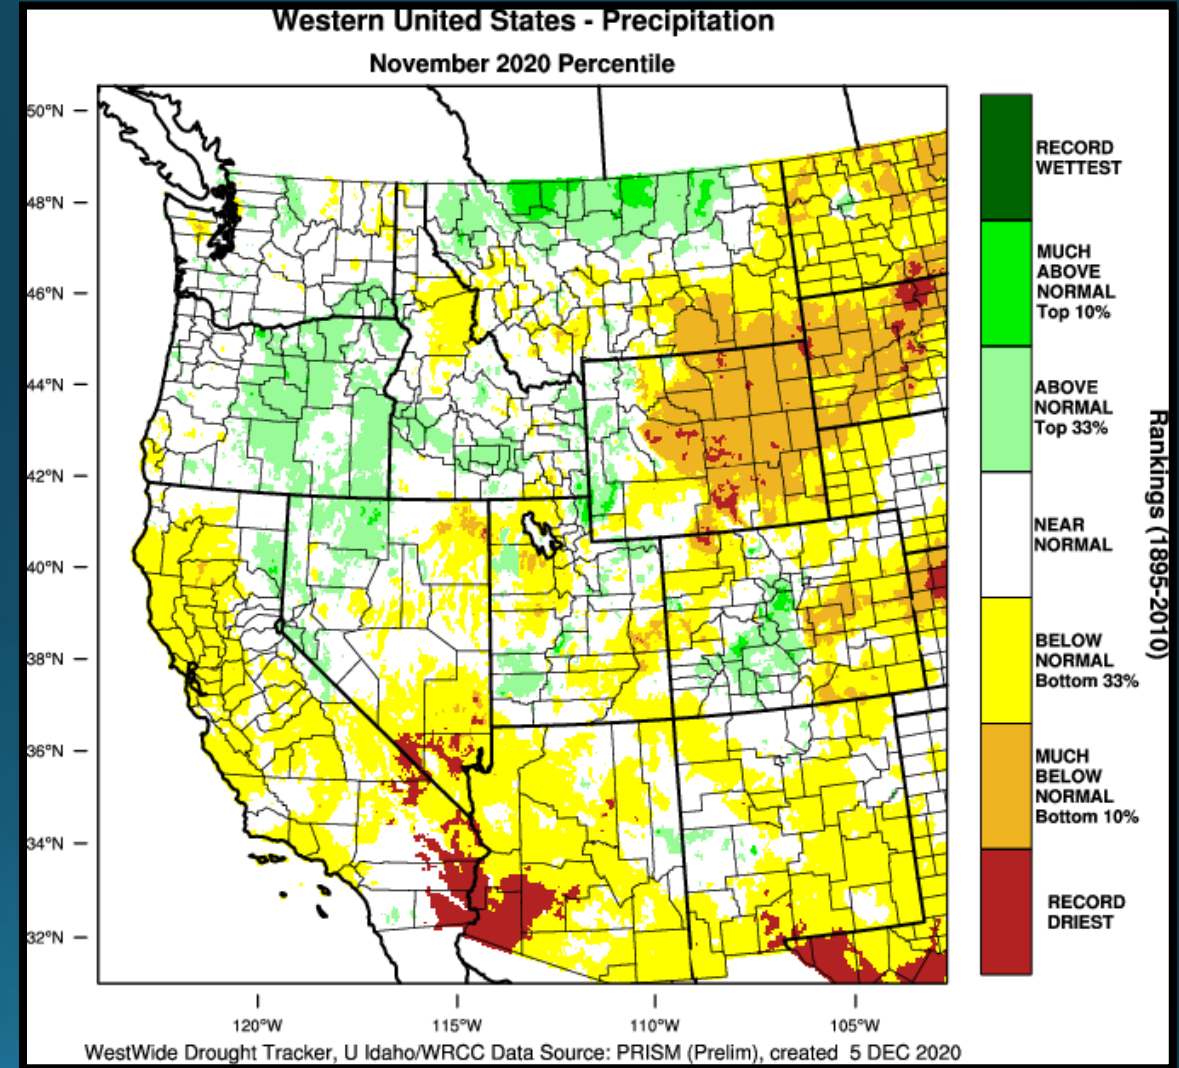 Western United States - Precipitation
November 2020 Percentile
50°N
48°N
46°N
44°N
42°N
40°N
38°N
36°N
34°N
32°N
120°W
115°W
110°W
105°W
RECORD
WETTEST
MUCH
ABOVE
NORMAL
Top 10%
ABOVE
NORMAL
Top 33%
NEAR
NORMAL
BELOW
NORMAL
Bottom 33%
MUCH
BELOW
NORMAL
Bottom 10%
RECORD
DRIEST
Rankings (1895-2010)
WestWide Drought Tracker, U Idaho/WRCC Data Source: PRISM (Prelim), created 5 DEC 2020